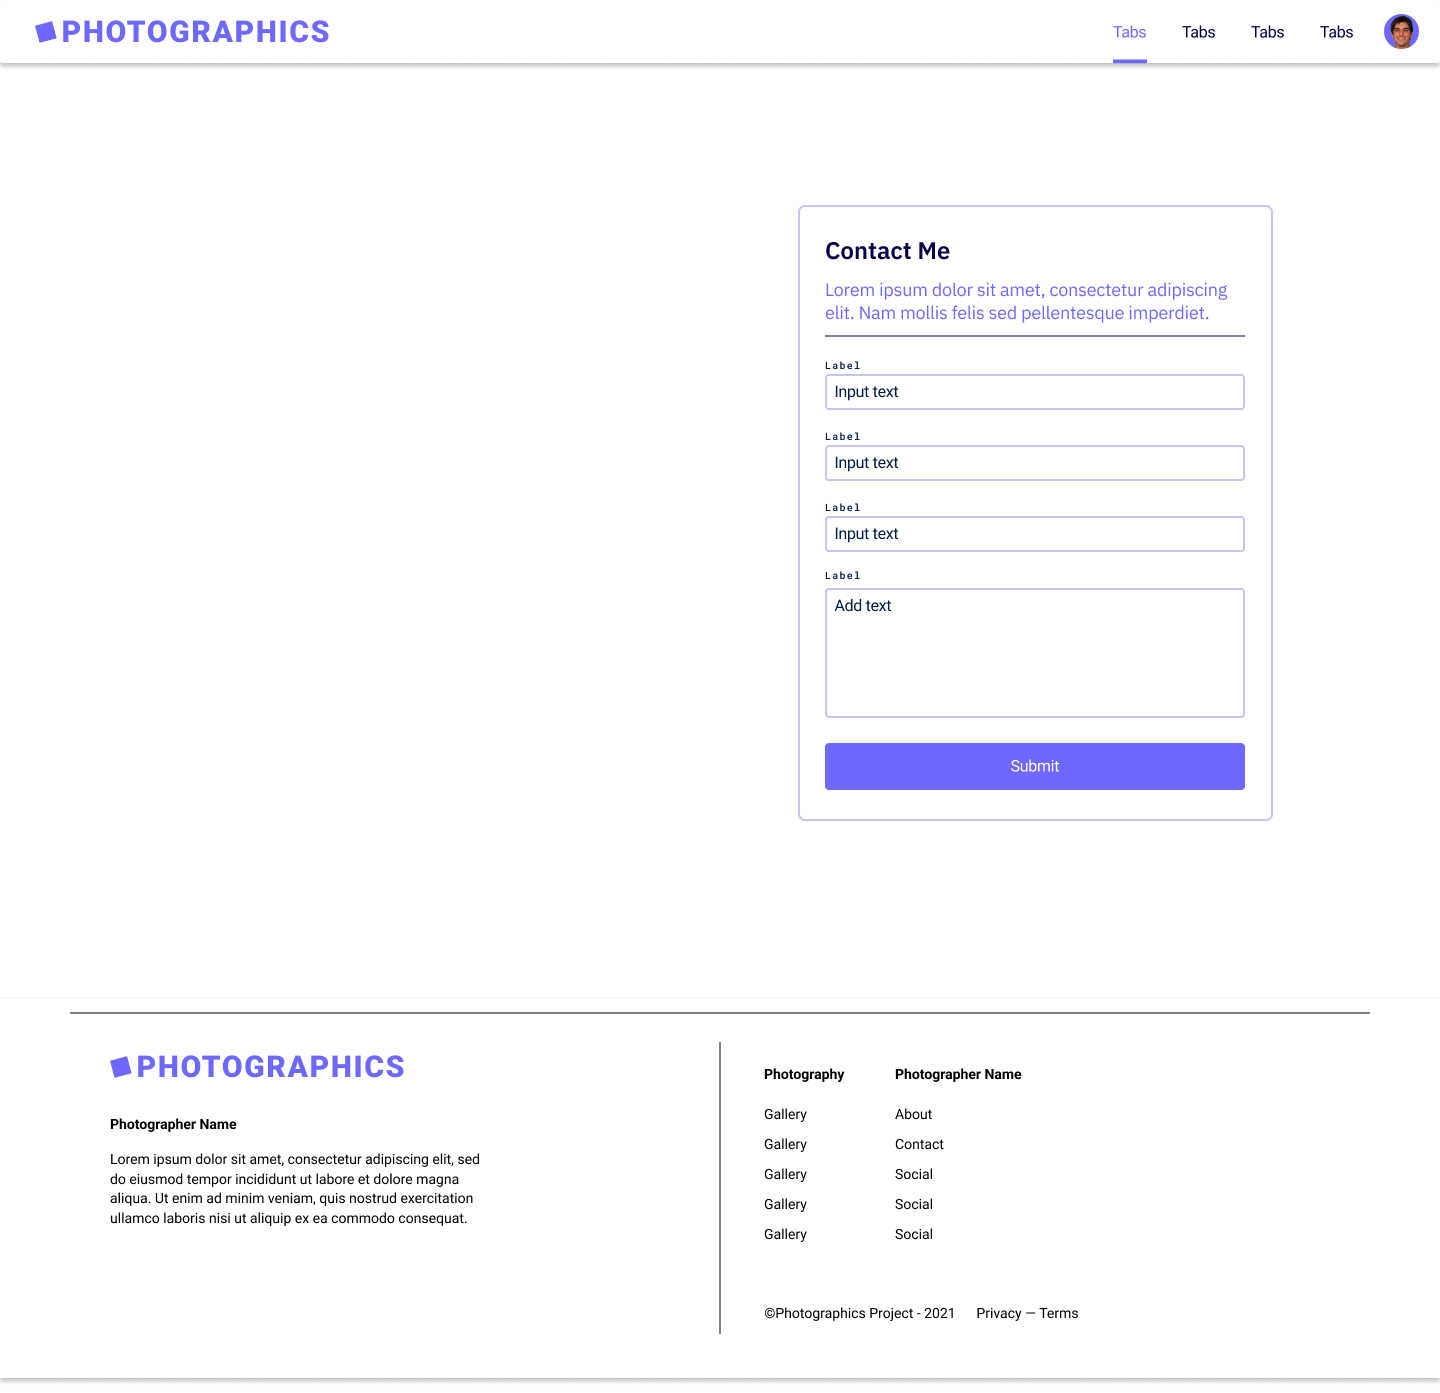 PHOTOGRAPHICS
Tabs
Tabs
Tabs
Tabs
Contact Me
Lorem ipsum dolor sit amet, consectetur adipiscing
elit. Nam mollis felis sed pellentesque imperdiet.
Label
Input text
Label
Input text
Label
Input text
Label
Add text
Submit
PHOTOGRAPHICS
Photographer Name
Lorem ipsum dolor sit amet, consectetur adipiscing elit, sed
do eiusmod tempor incididunt ut labore et dolore magna
aliqua. Ut enim ad minim veniam, quis nostrud exercitation
ullamco laboris nisi ut aliquip ex ea commodo consequat.
Photography
Gallery
Gallery
Gallery
Gallery
Gallery
Photographer Name
About
Contact
Social
Social
Social
©Photographics Project - 2021
Privacy — Terms